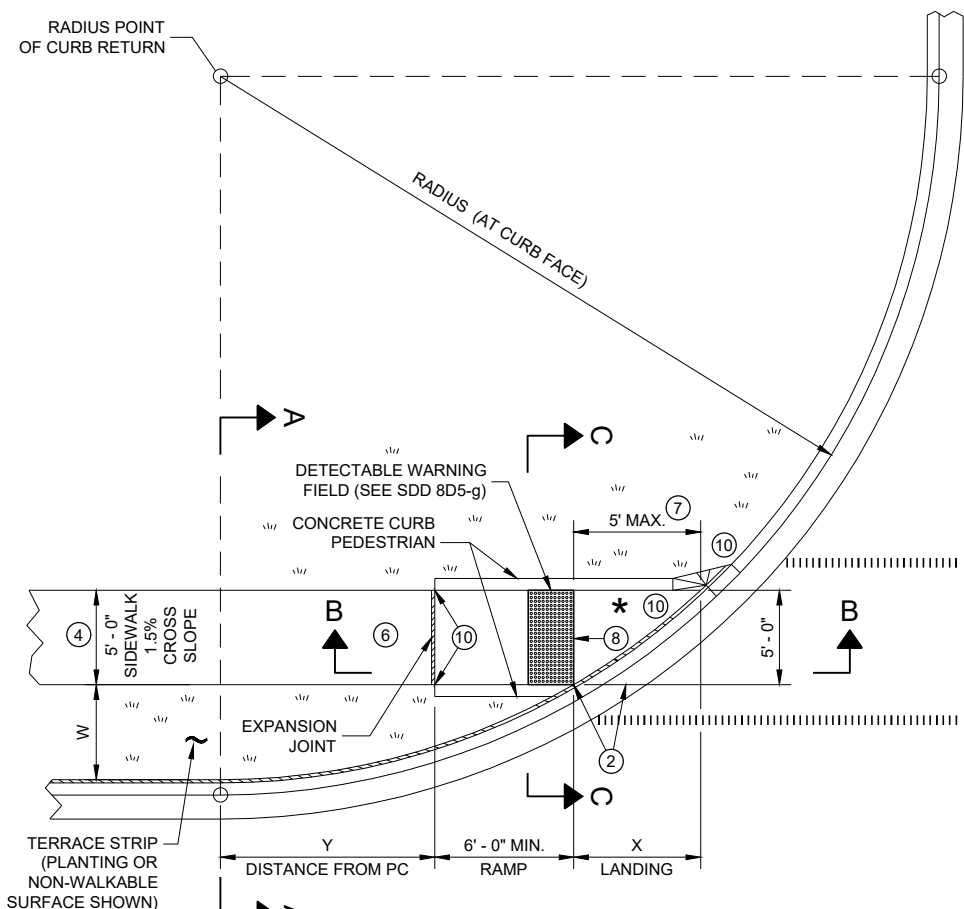 RADIUS POINT
OF CURB RETURN
RADIUS (AT CURB FACE)
A
C
DETECTABLE WARNING
FIELD (SEE SDD 8D5-g)
CONCRETE CURB
PEDESTRIAN
7
5' MAX.
10
4
5' - 0"
SIDEWALK
1.5%
CROSS
SLOPE
B
6
10
*
10
8
5' - 0"
B
W
EXPANSION
JOINT
2
C
TERRACE STRIP
(PLANTING OR
NON-WALKABLE
SURFACE SHOWN)
Y
DISTANCE FROM PC
6' - 0" MIN.
RAMP
X
LANDING